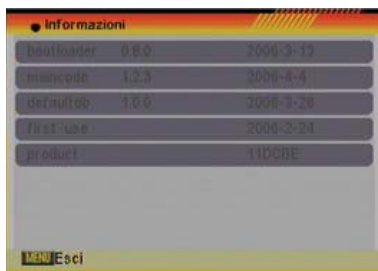 Informazioni
bootloader 0.8.0 2006-3-13
maincode 1.2.3 2006-4-4
defaultdb 1.0.0 2006-3-28
first use 2006-2-24
product
MENU Esci